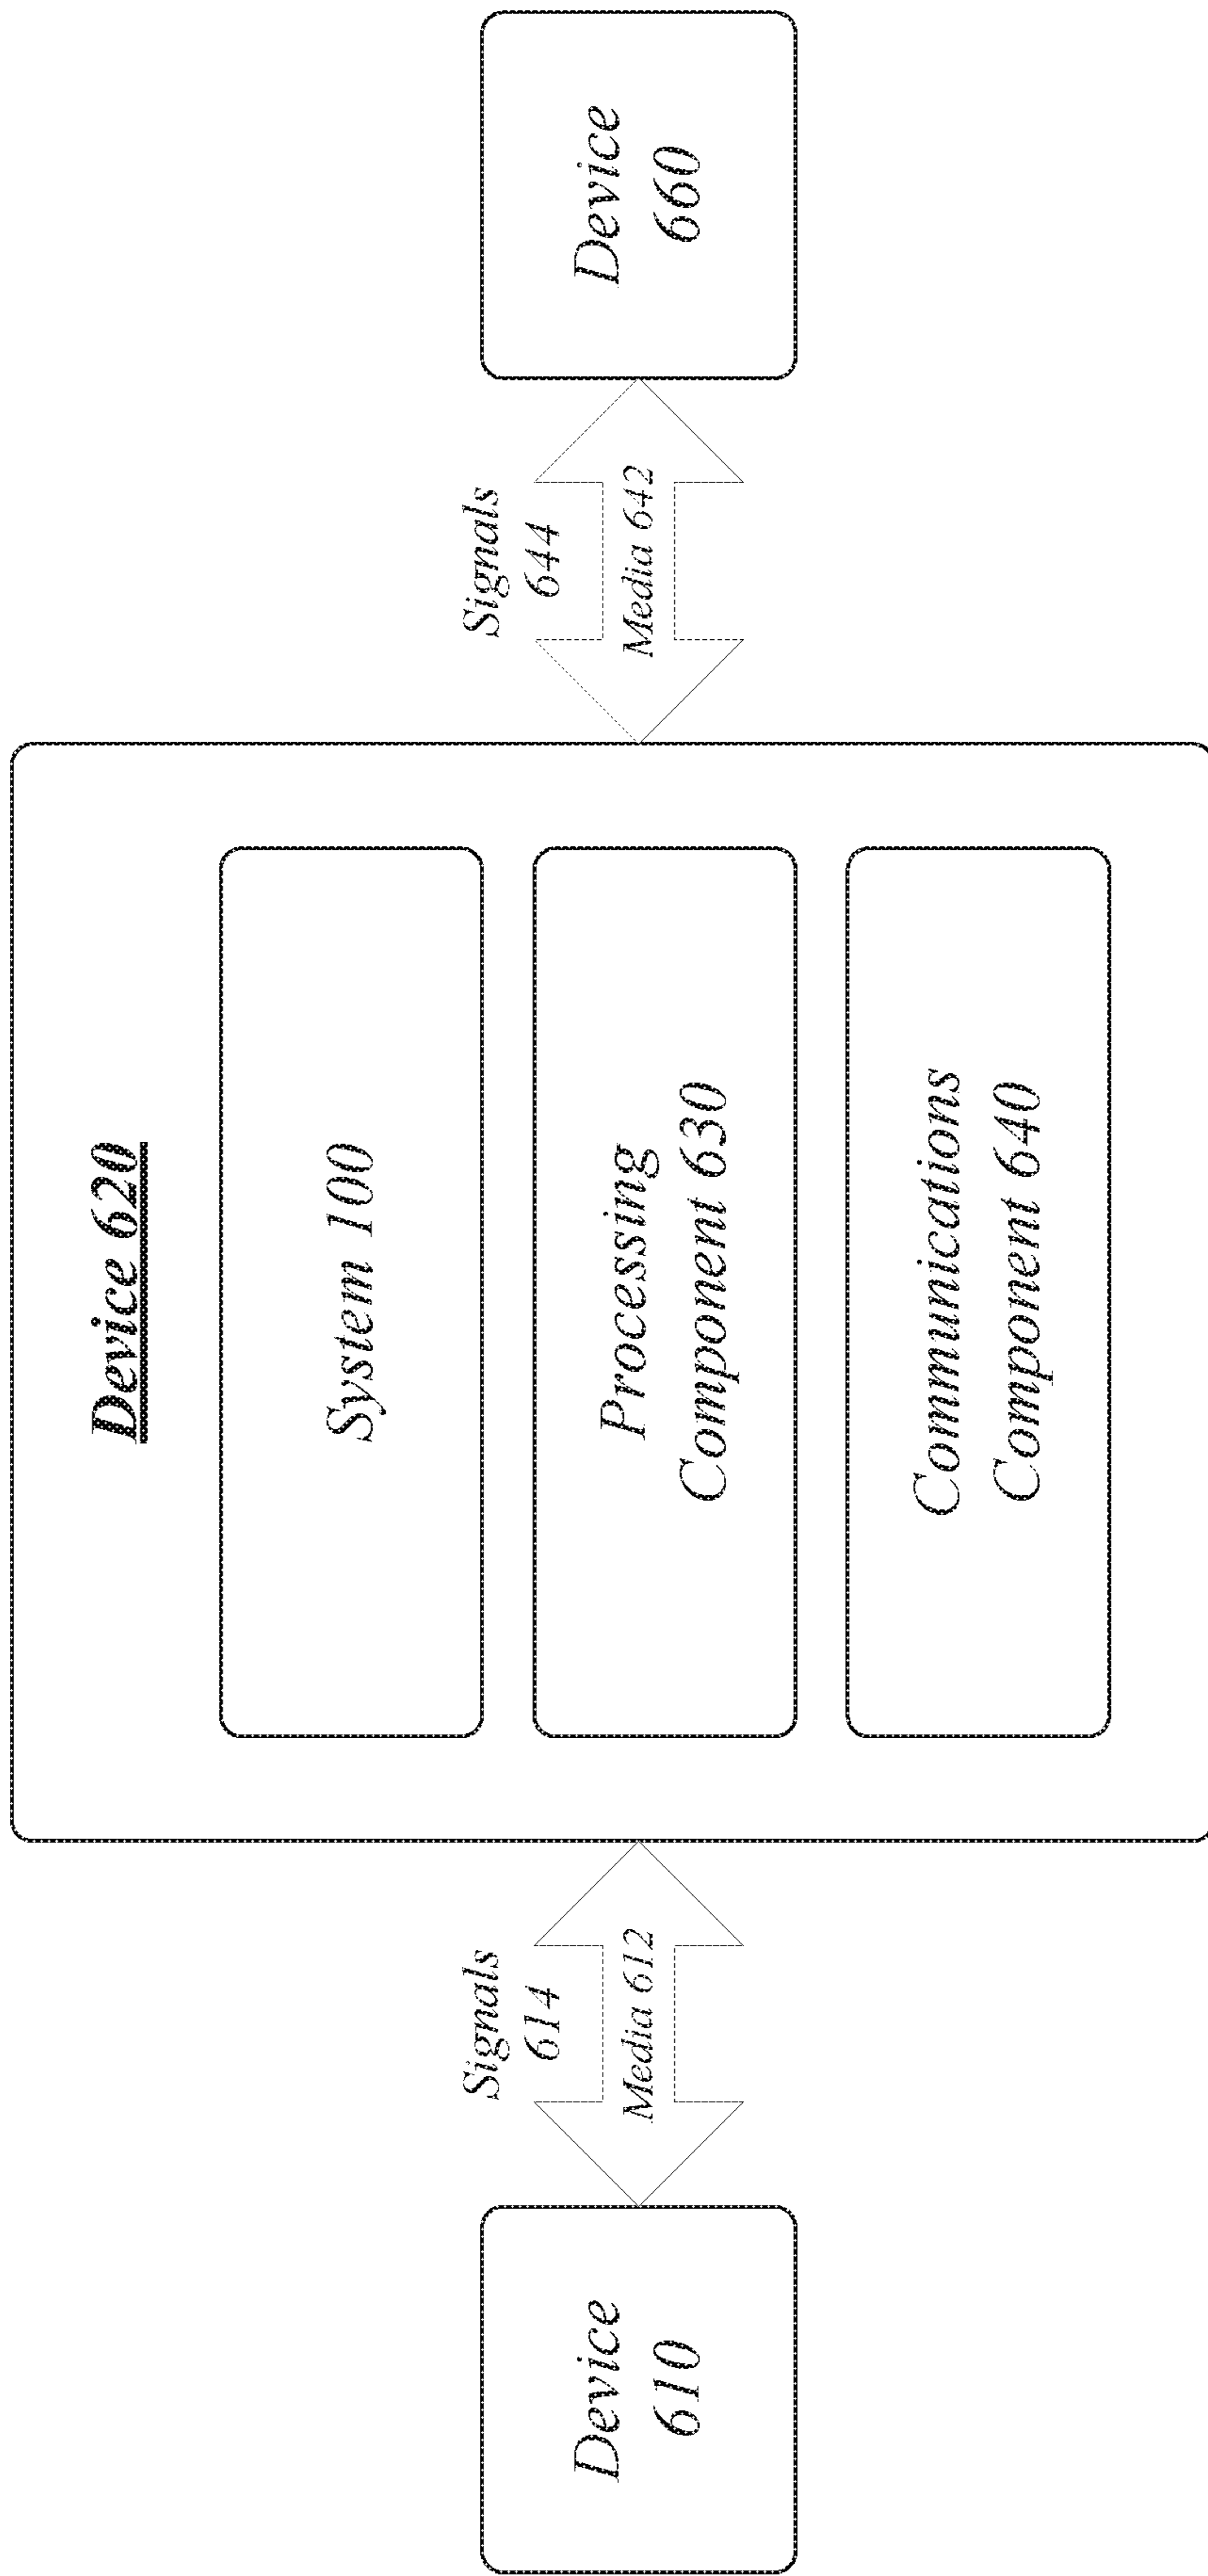 Device 620
System 100
Processing
Component 630
Communications
Component 640
Signals
614
Media 612
Signals
644
Media 642
Device
610
Device
660